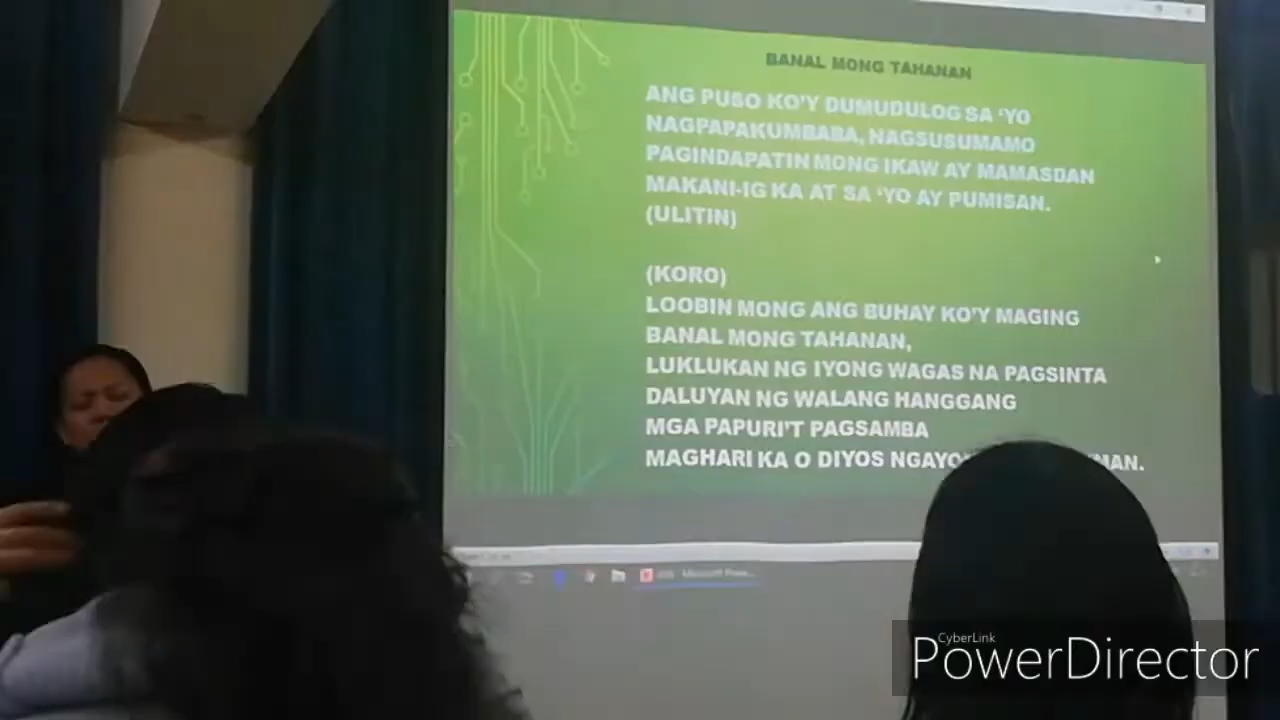 BANAL MONG TAHANAN
ANG PUSO KO'Y DUMUDULOG SA 'YO
NAGPAPAKUMBABA, NAGSUSUMAMO
PAGINDAPATIN MONG IKAW AY MAMASDAN
MAKANI-IG KA AT SA 'YO AY PUMISAN.
(ULITIN)
(KORO)
LOOBIN MONG ANG BUHAY KO'Y MAGING
BANAL MONG TAHANAN,
LUKLUKAN NG IYONG WAGAS NA PAGSINTA
DALUYAN NG WALANG HANGGANG
MGA PAPURI'T PAGSAMBA
MAGHARI KA O DIYOS
Microsoft
CyberLink
PowerDirector